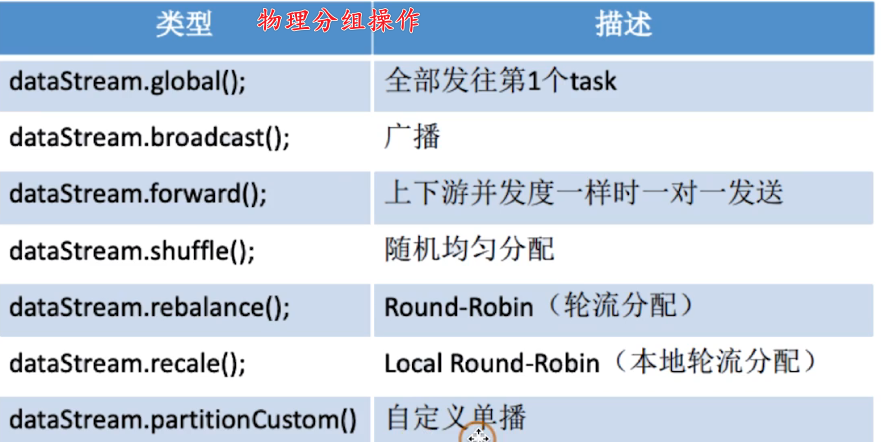 类型 物理分组操作 描述
dataStream.global(); 全部发往第1个task
dataStream.broadcast(); 广播
dataStream.forward(); 上下游并发度一样时一对一发送
dataStream.shuffle(); 随机均匀分配
dataStream.rebalance(); Round-Robin（轮流分配）
dataStream.recale(); Local Round-Robin（本地轮流分配）
dataStream.partitionCustom() 自定义单播